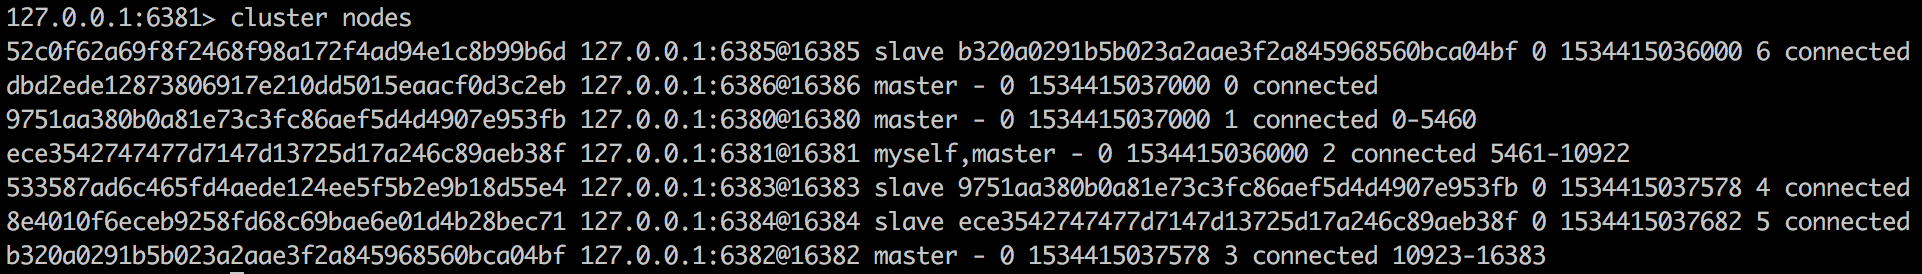 127.0.0.1:6381> cluster nodes
52c0f62a69f8f2468f98a172f4ad94e1c8b99b6d 127.0.0.1:6385@16385 slave b320a0291b5b023a2aae3f2a845968560bca04bf 0 1534415036000 6 connected
dbd2ede12873806917e210dd5015eaacf0d3c2eb 127.0.0.1:6386@16386 master - 0 1534415037000 0 connected
9751aa380b0a81e73c3fc86aef5d4d4907e953fb 127.0.0.1:6380@16380 master - 0 1534415037000 1 connected 0-5460
ece3542747477d7147d13725d17a246c89aeb38f 127.0.0.1:6381@16381 myself,master - 0 1534415036000 2 connected 5461-10922
533587ad6c465fd4aede124ee5f5b2e9b18d55e4 127.0.0.1:6383@16383 slave 9751aa380b0a81e73c3fc86aef5d4d4907e953fb 0 1534415037578 4 connected
8e4010f6eceb9258fd68c69bae6e01d4b28bec71 127.0.0.1:6384@16384 slave ece3542747477d7147d13725d17a246c89aeb38f 0 1534415037682 5 connected
b320a0291b5b023a2aae3f2a845968560bca04bf 127.0.0.1:6382@16382 master - 0 1534415037578 3 connected 10923-16383